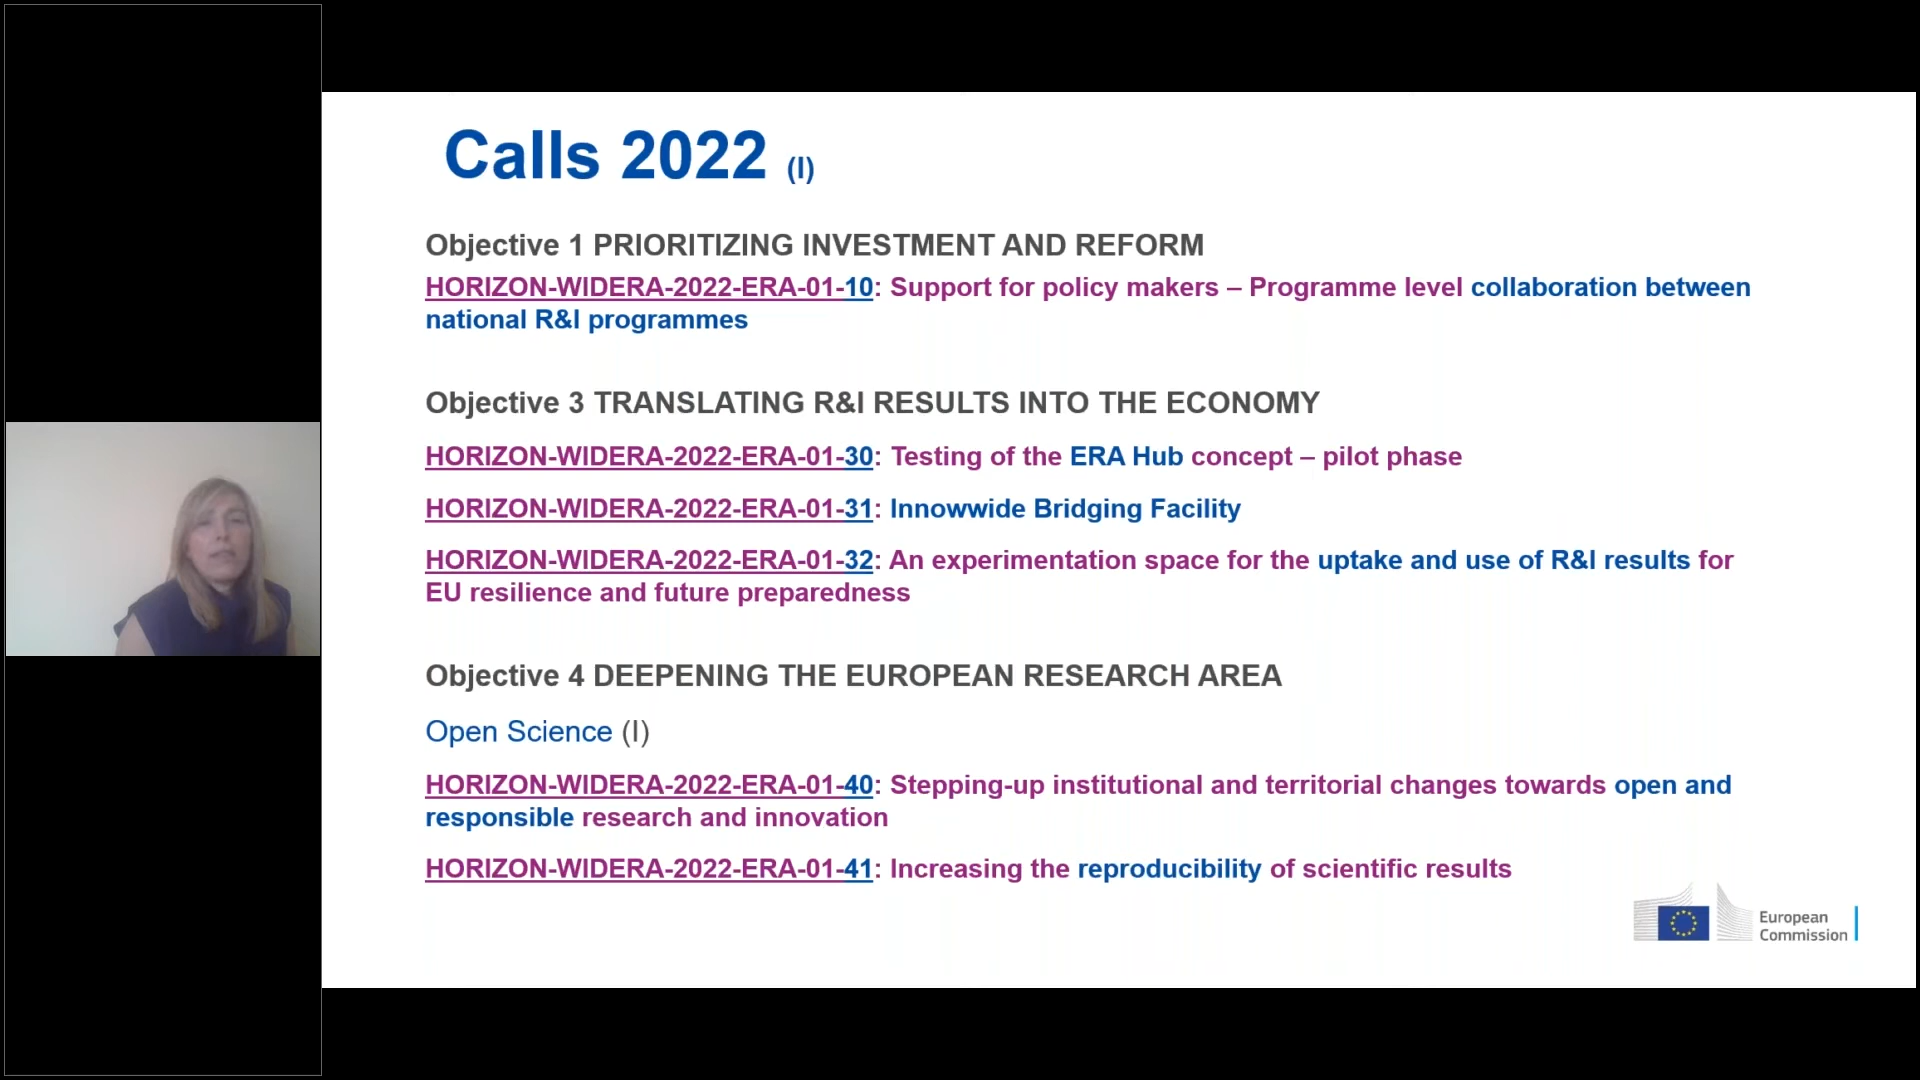 Calls 2022 (I)
Objective 1 PRIORITIZING INVESTMENT AND REFORM
HORIZON-WIDERA-2022-ERA-01-10: Support for policy makers – Programme level collaboration between
national R&I programmes
Objective 3 TRANSLATING R&I RESULTS INTO THE ECONOMY
HORIZON-WIDERA-2022-ERA-01-30: Testing of the ERA Hub concept – pilot phase
HORIZON-WIDERA-2022-ERA-01-31: Innowwide Bridging Facility
HORIZON-WIDERA-2022-ERA-01-32: An experimentation space for the uptake and use of R&I results for
EU resilience and future preparedness
Objective 4 DEEPENING THE EUROPEAN RESEARCH AREA
Open Science (I)
HORIZON-WIDERA-2022-ERA-01-40: Stepping-up institutional and territorial changes towards open and
responsible research and innovation
HORIZON-WIDERA-2022-ERA-01-41: Increasing the reproducibility of scientific results
European
Commission